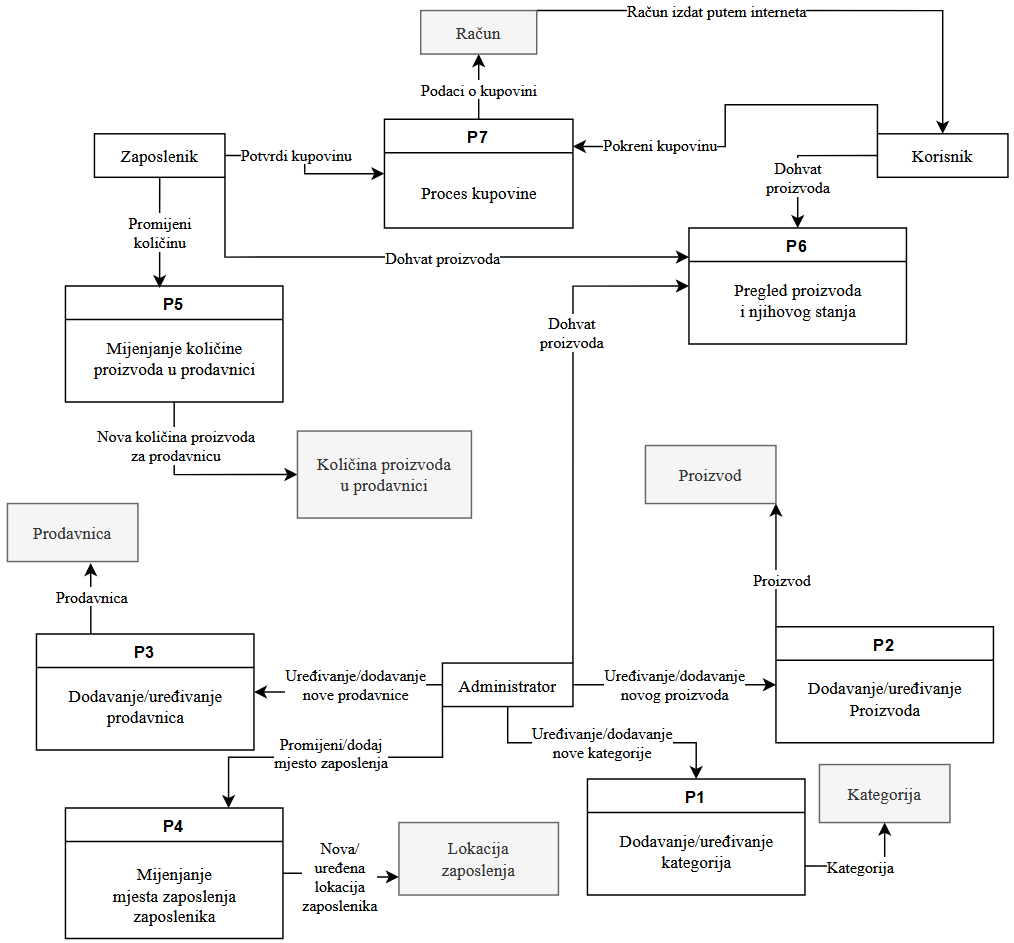 Račun
Račun izdat putem interneta
Podaci o kupovini
P7
Proces kupovine
Zaposlenik
Potvrdi kupovinu
Pokreni kupovinu
Korisnik
Dohvat
proizvoda
Promijeni
količinu
Dohvat proizvoda
P6
Pregled proizvoda
i njihovog stanja
P5
Mijenjanje količine
proizvoda u prodavnici
Dohvat
proizvoda
Nova količina proizvoda
za prodavnicu
Količina proizvoda
u prodavnici
Proizvod
Prodavnica
Proizvod
Prodavnica
P3
Dodavanje/uređivanje
prodavnica
Uređivanje/dodavanje
nove prodavnice
Administrator
Uređivanje/dodavanje
novog proizvoda
P2
Dodavanje/uređivanje
Proizvoda
Promijeni/dodaj
mjesto zaposlenja
Uređivanje/dodavanje
nove kategorije
P1
Dodavanje/uređivanje
kategorija
Kategorija
Kategorija
P4
Mijenjanje
mjesta zaposlenja
zaposlenika
Nova/
uređena
lokacija
zaposlenika
Lokacija
zaposlenja